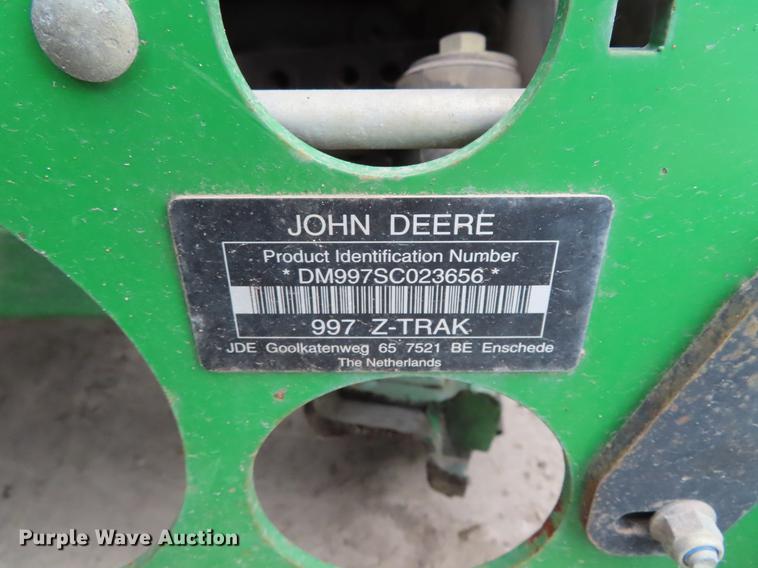 JOHN DEERE
Product Identification Number
* DM997SC023656 *
997 Z-TRAK
JDE Goolkatenweg 65 7521 BE Enschede
The Netherlands
Purple Wave Auction